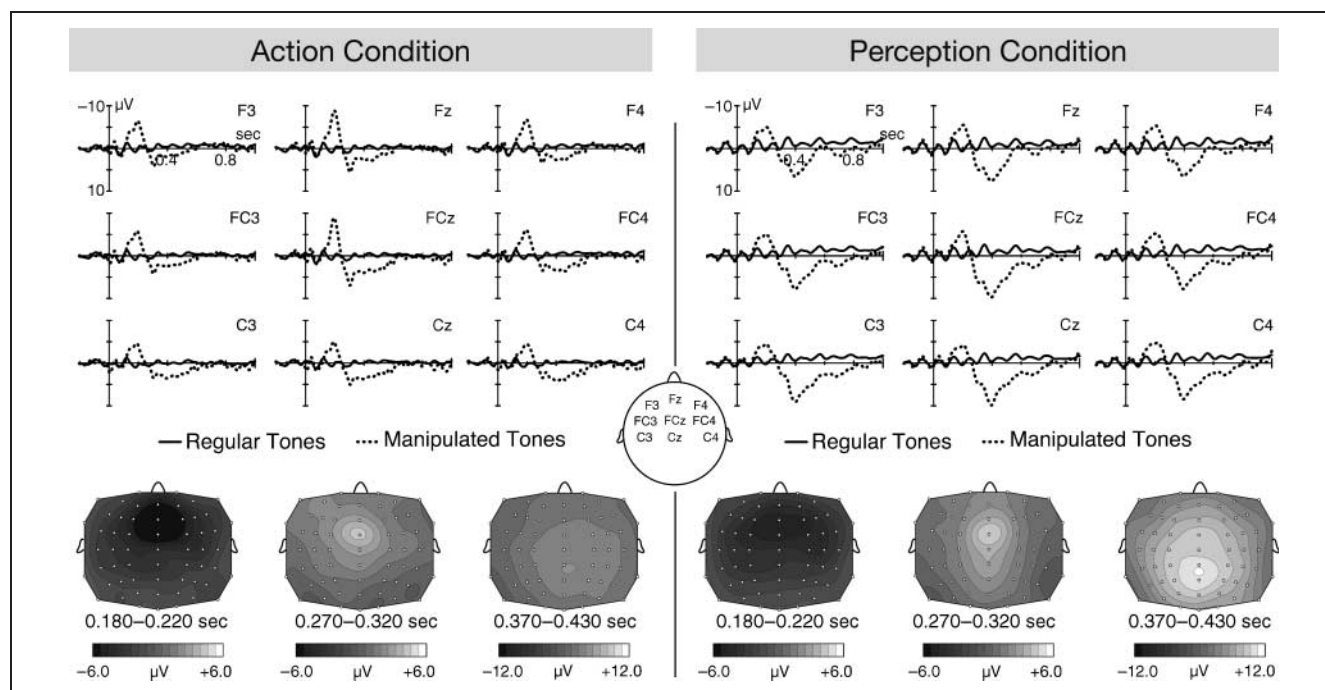 Action Condition
−10 µV F3 Fz F4
sec
0.4 0.8
10
FC3 FCz FC4
C3 Cz C4
Regular Tones Manipulated Tones
0.180–0.220 sec 0.270–0.320 sec 0.370–0.430 sec
−6.0 µV +6.0 −6.0 µV +6.0 −12.0 µV +12.0
Fz
F3 F4
FC3 FCz FC4
C3 Cz C4
Perception Condition
−10 µV F3 Fz F4
sec
0.4 0.8
10
FC3 FCz FC4
C3 Cz C4
Regular Tones Manipulated Tones
0.180–0.220 sec 0.270–0.320 sec 0.370–0.430 sec
−6.0 µV +6.0 −6.0 µV +6.0 −12.0 µV +12.0